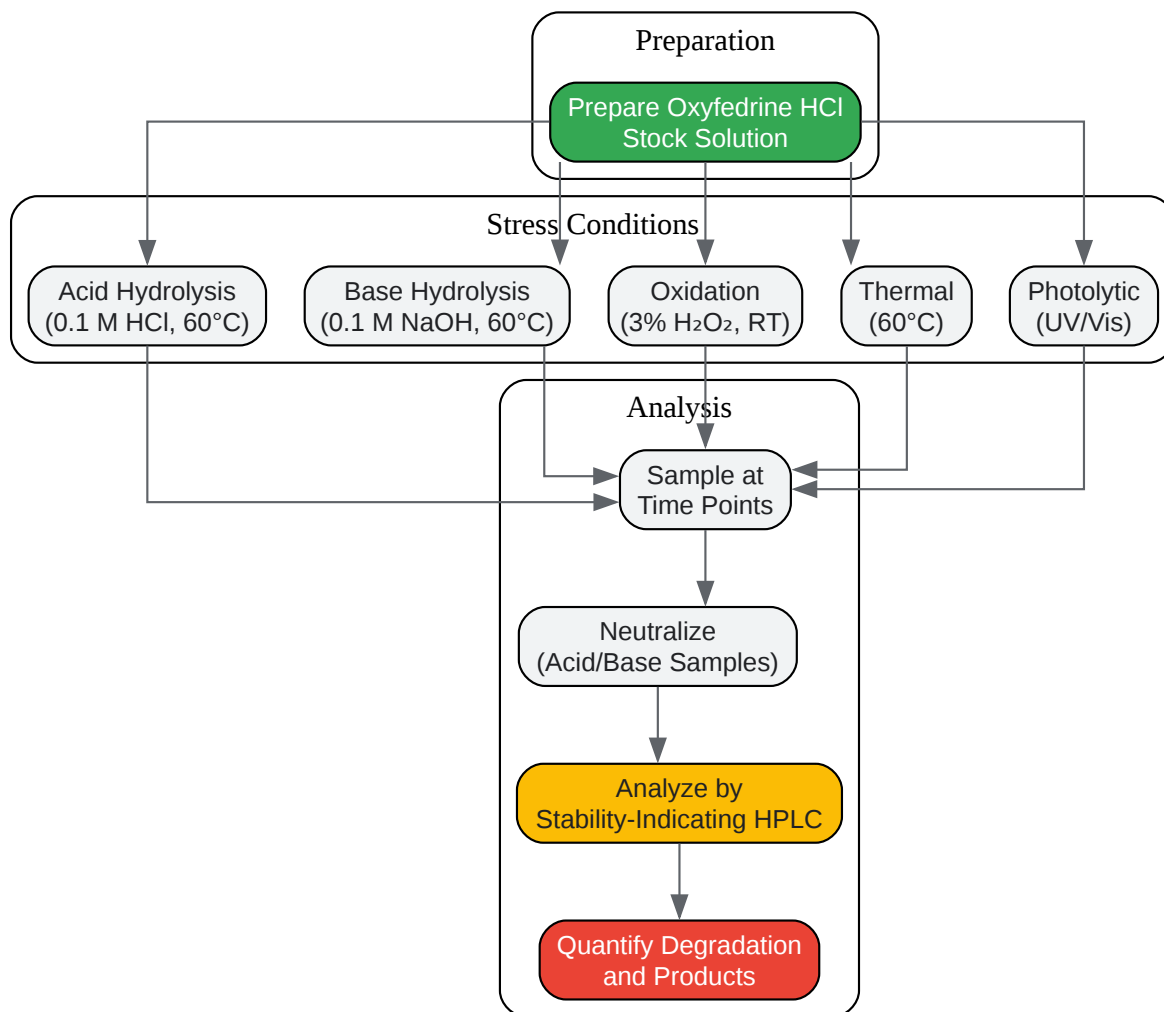 Preparation
Prepare Oxyfedrine HCl
Stock Solution
Stress Conditions
Acid Hydrolysis
(0.1 M HCl, 60°C)
Base Hydrolysis
(0.1 M NaOH, 60°C)
Oxidation
(3% H₂O₂, RT)
Thermal
(60°C)
Photolytic
(UV/Vis)
Analysis
Sample at
Time Points
Neutralize
(Acid/Base Samples)
Analyze by
Stability-Indicating HPLC
Quantify Degradation
and Products